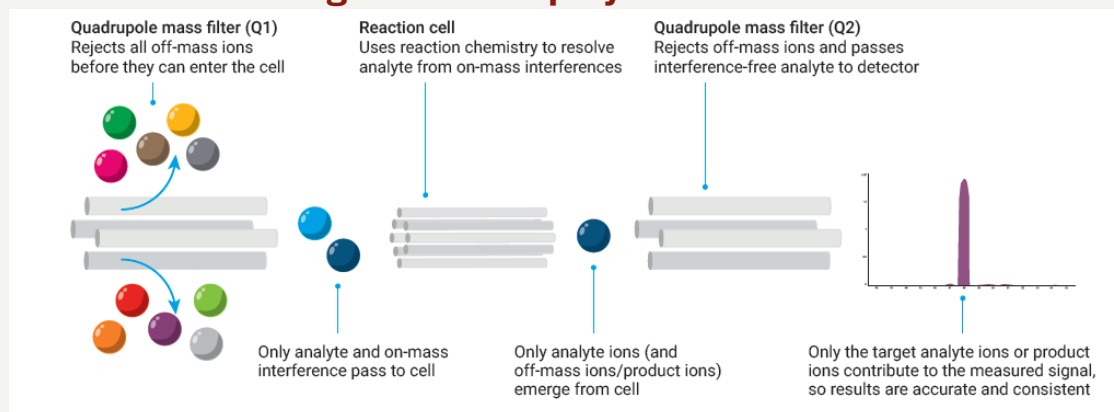 Quadrupole mass filter (Q1)
Rejects all off-mass ions
before they can enter the cell
Reaction cell
Uses reaction chemistry to resolve
analyte from on-mass interferences
Quadrupole mass filter (Q2)
Rejects off-mass ions and passes
interference-free analyte to detector
Only analyte and on-mass
interference pass to cell
Only analyte ions (and
off-mass ions/product ions)
emerge from cell
Only the target analyte ions or product
ions contribute to the measured signal,
so results are accurate and consistent